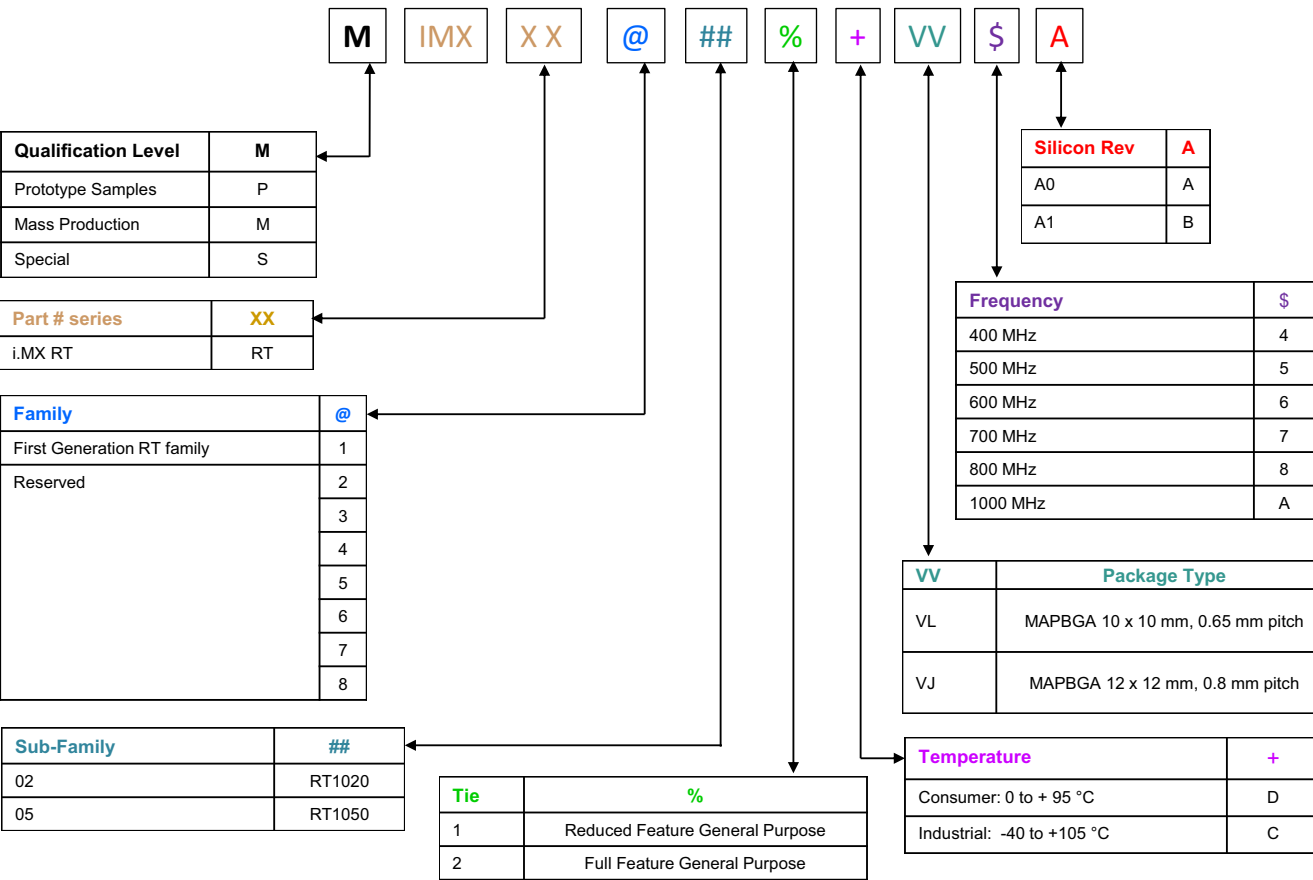 M IMX X X @ ## % + VV $ A
Qualification Level M
Prototype Samples P
Mass Production M
Special S
Part # series XX
i.MX RT RT
Family @
First Generation RT family 1
Reserved 2
3
4
5
6
7
8
Sub-Family ##
02 RT1020
05 RT1050
Tie %
1 Reduced Feature General Purpose
2 Full Feature General Purpose
Silicon Rev A
A0 A
A1 B
Frequency $
400 MHz 4
500 MHz 5
600 MHz 6
700 MHz 7
800 MHz 8
1000 MHz A
VV Package Type
VL MAPBGA 10 x 10 mm, 0.65 mm pitch
VJ MAPBGA 12 x 12 mm, 0.8 mm pitch
Temperature +
Consumer: 0 to + 95 °C D
Industrial: -40 to +105 °C C